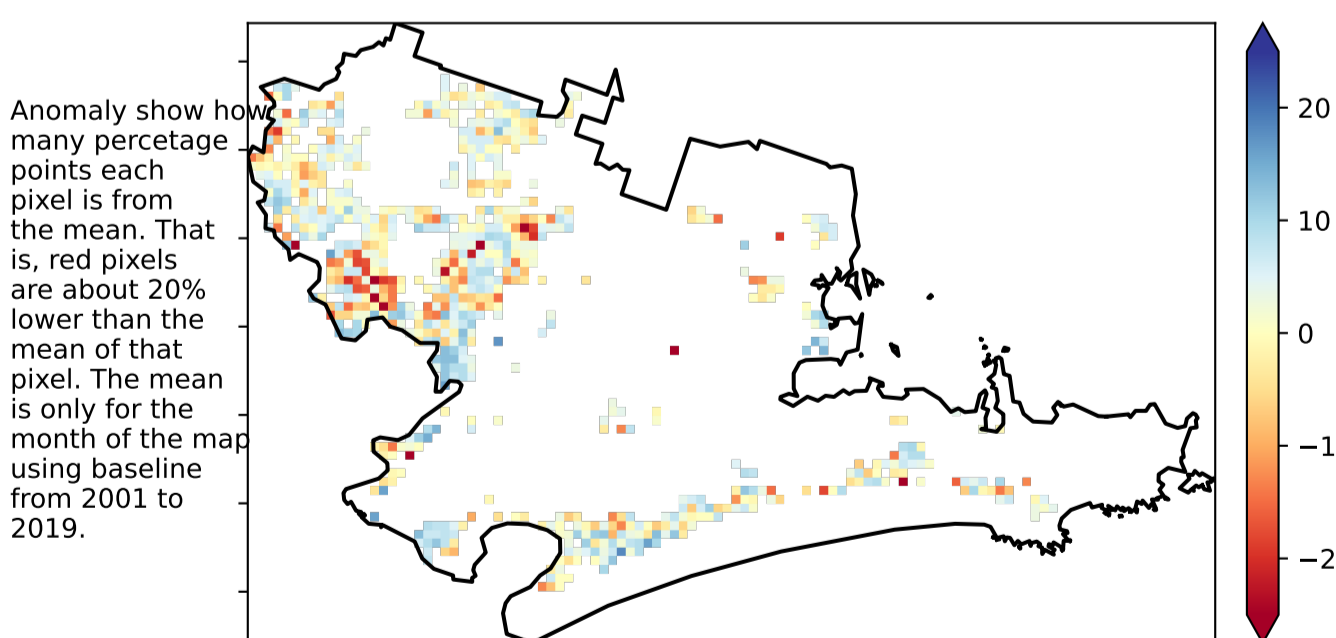 Anomaly show how
many percetage
points each
pixel is from
the mean. That
is, red pixels
are about 20%
lower than the
mean of that
pixel. The mean
is only for the
month of the map
using baseline
from 2001 to
2019.
20
10
0
−1
−2